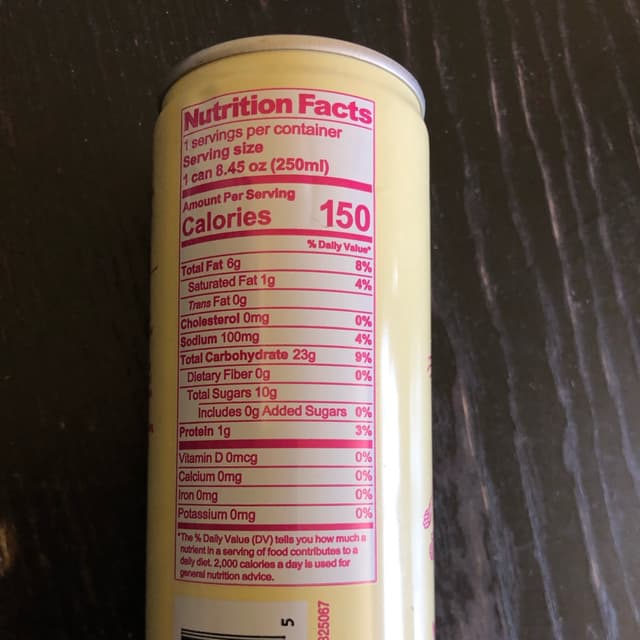 Nutrition Facts
1 servings per container
Serving size
1 can 8.45 oz (250ml)
Amount Per Serving
Calories 150
% Daily Value*
Total Fat 6g 8%
Saturated Fat 1g 4%
Trans Fat 0g
Cholesterol 0mg 0%
Sodium 100mg 4%
Total Carbohydrate 23g 9%
Dietary Fiber 0g 0%
Total Sugars 10g
Includes 0g Added Sugars 0%
Protein 1g 3%
Vitamin D 0mcg 0%
Calcium 0mg 0%
Iron 0mg 0%
Potassium 0mg 0%
*The % Daily Value (DV) tells you how much a
nutrient in a serving of food contributes to a
daily diet. 2,000 calories a day is used for
general nutrition advice.
5
325067